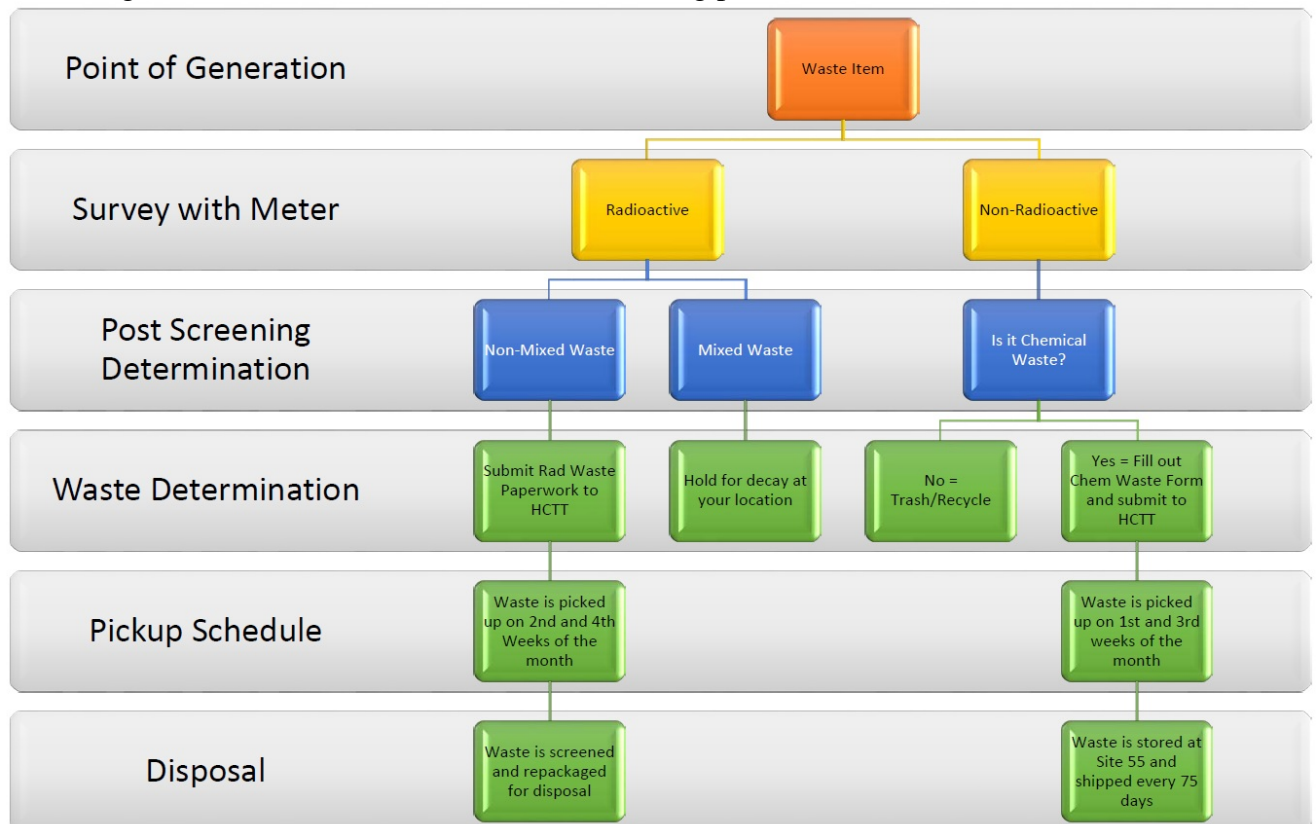 Point of Generation
Waste Item
Survey with Meter
Radioactive
Non-Radioactive
Post Screening
Determination
Non-Mixed Waste
Mixed Waste
Is it Chemical
Waste?
Waste Determination
Submit Rad Waste
Paperwork to
HCTT
Hold for decay at
your location
No =
Trash/Recycle
Yes = Fill out
Chem Waste Form
and submit to
HCTT
Pickup Schedule
Waste is picked
up on 2nd and 4th
Weeks of the
month
Waste is picked
up on 1st and 3rd
weeks of the
month
Disposal
Waste is screened
and repackaged
for disposal
Waste is stored at
Site 55 and
shipped every 75
days